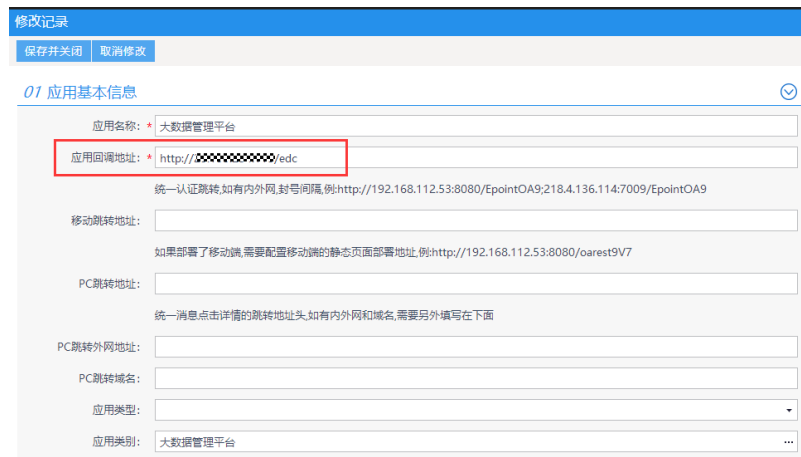 修改记录
保存并关闭 取消修改
01 应用基本信息
应用名称: * 大数据管理平台
应用回调地址: * http:// /edc
统一认证跳转,如有内外网,封号间隔,例:http://192.168.112.53:8080/EpointOA9;218.4.136.114:7009/EpointOA9
移动跳转地址:
如果部署了移动端,需要配置移动端的静态页面部署地址,例:http://192.168.112.53:8080/oarest9V7
PC跳转地址:
统一消息点击详情的跳转地址头,如有内外网和域名,需要另外填写在下面
PC跳转外网地址:
PC跳转域名:
应用类型:
应用类别: 大数据管理平台 ...